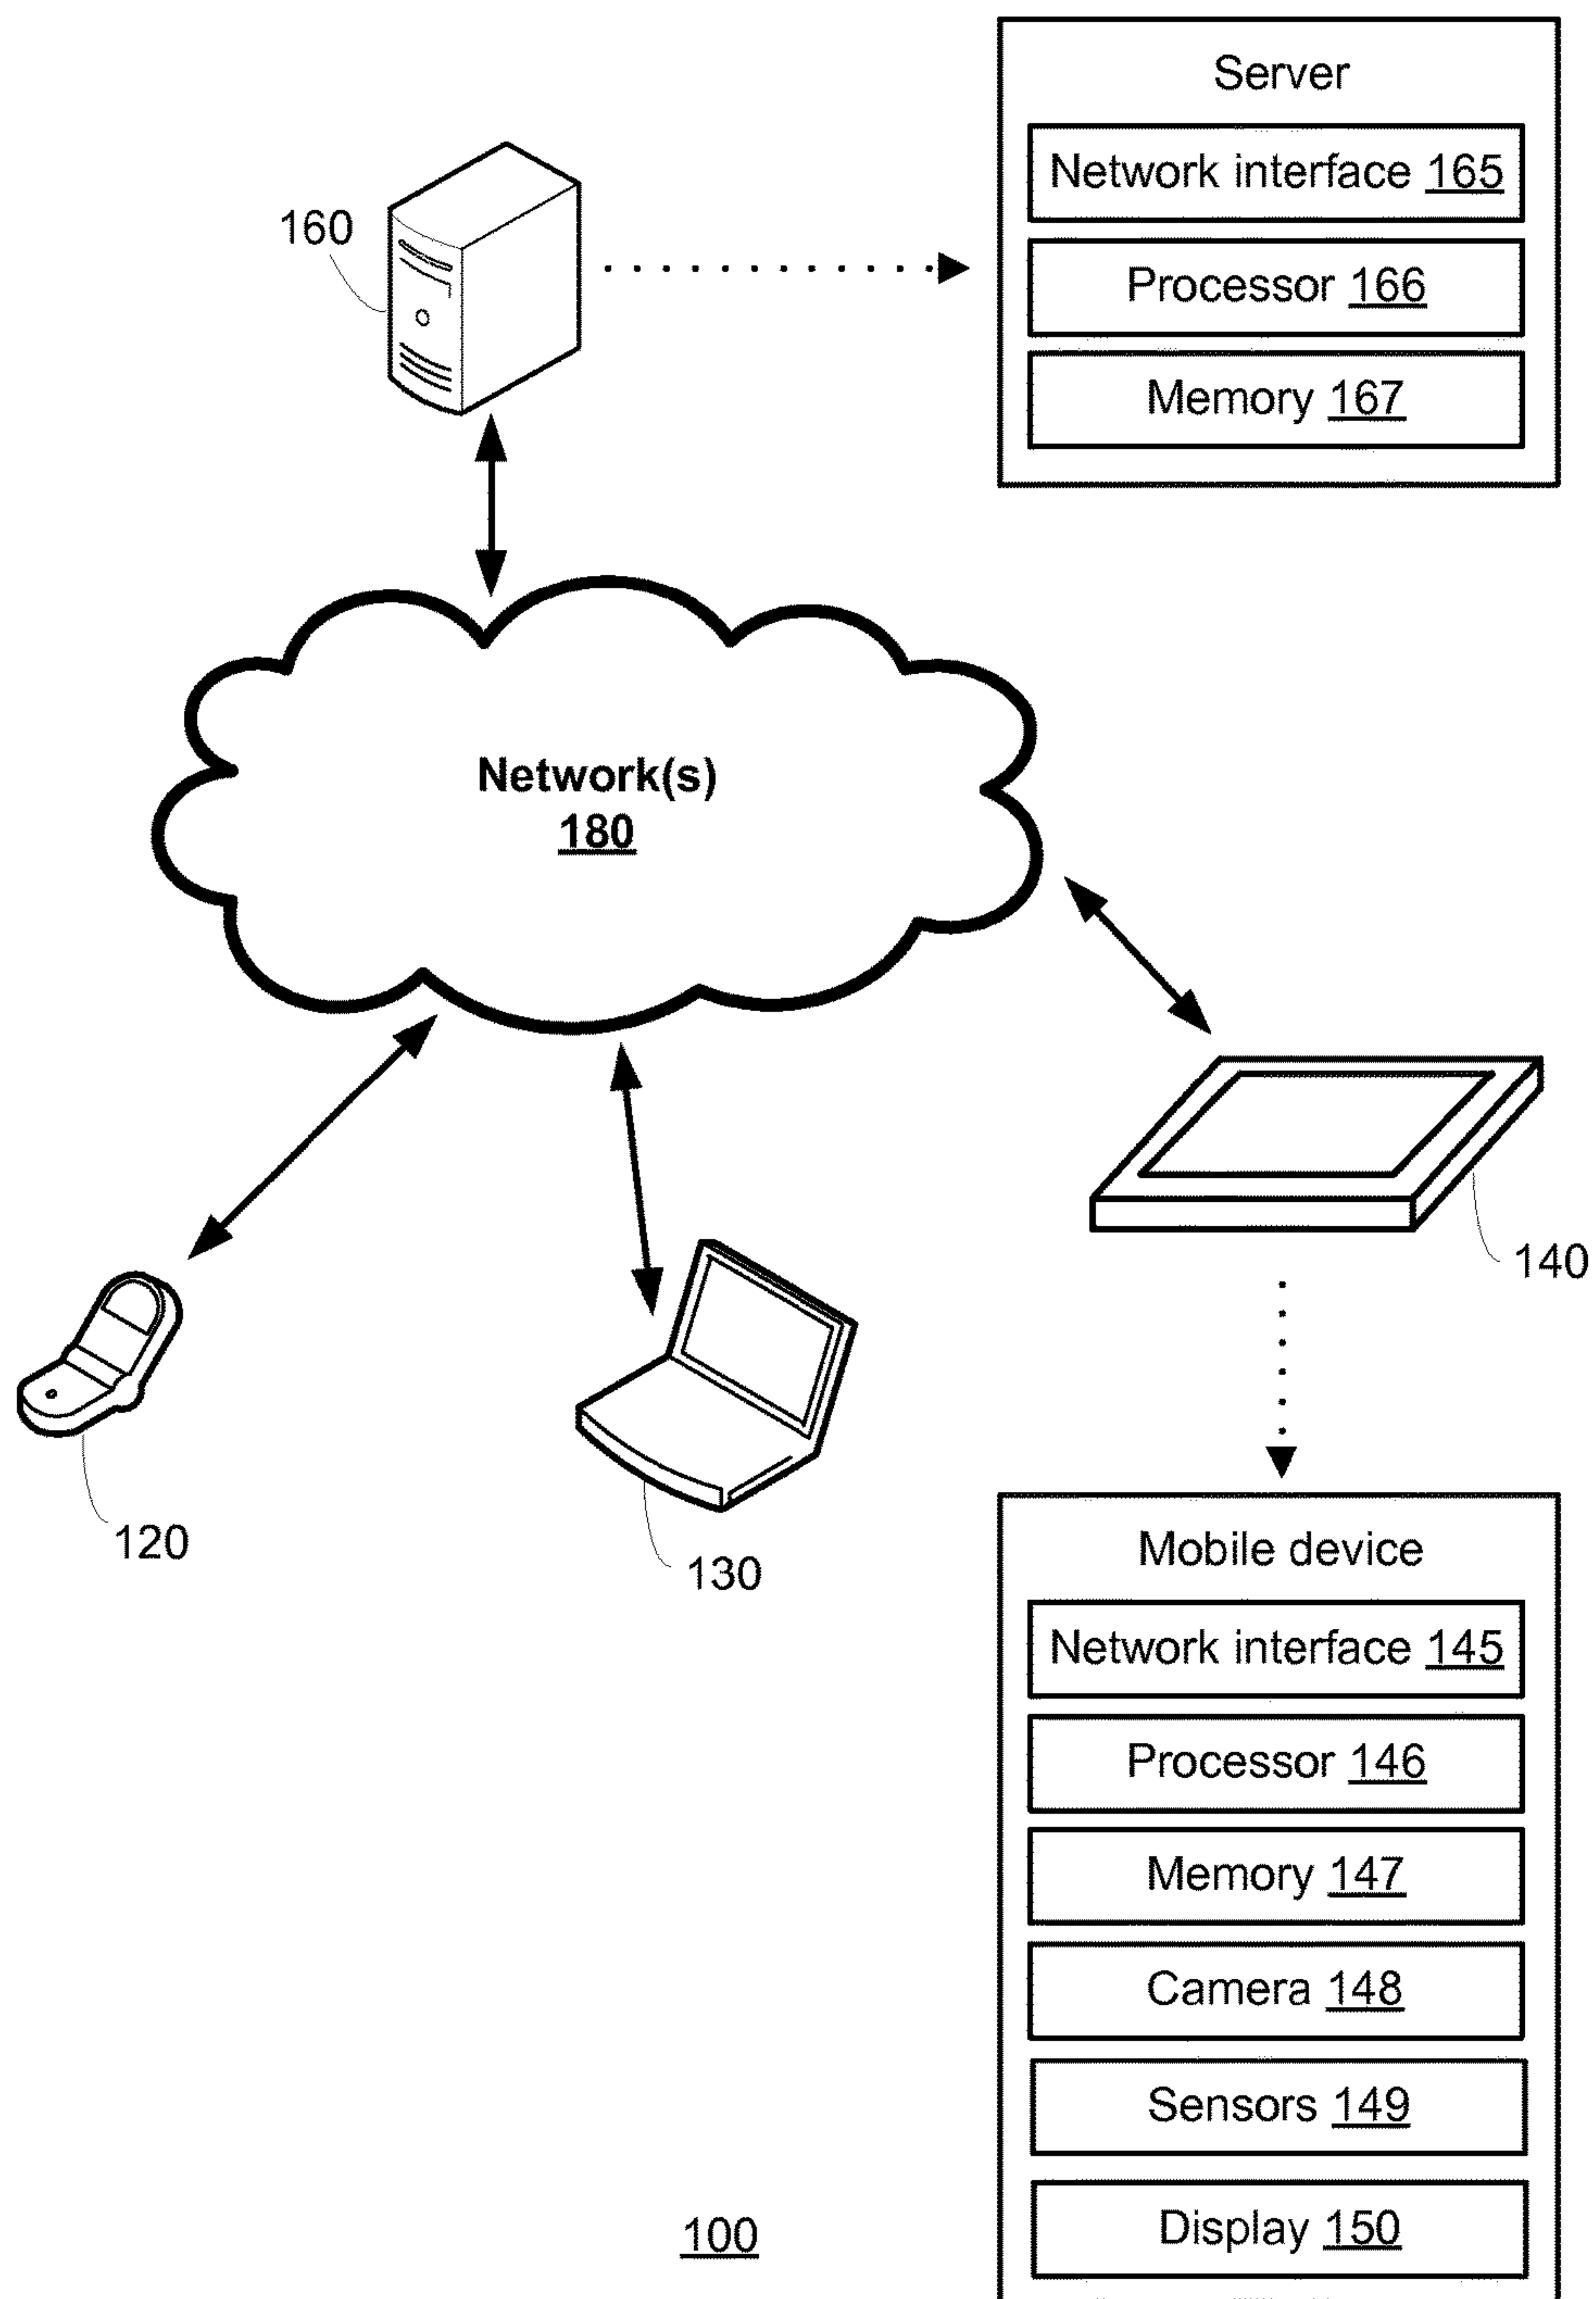 Server
Network interface 165
160
Processor 166
Memory 167
Network(s)
180
140
120
130
Mobile device
Network interface 145
Processor 146
Memory 147
Camera 148
Sensors 149
100
Display 150